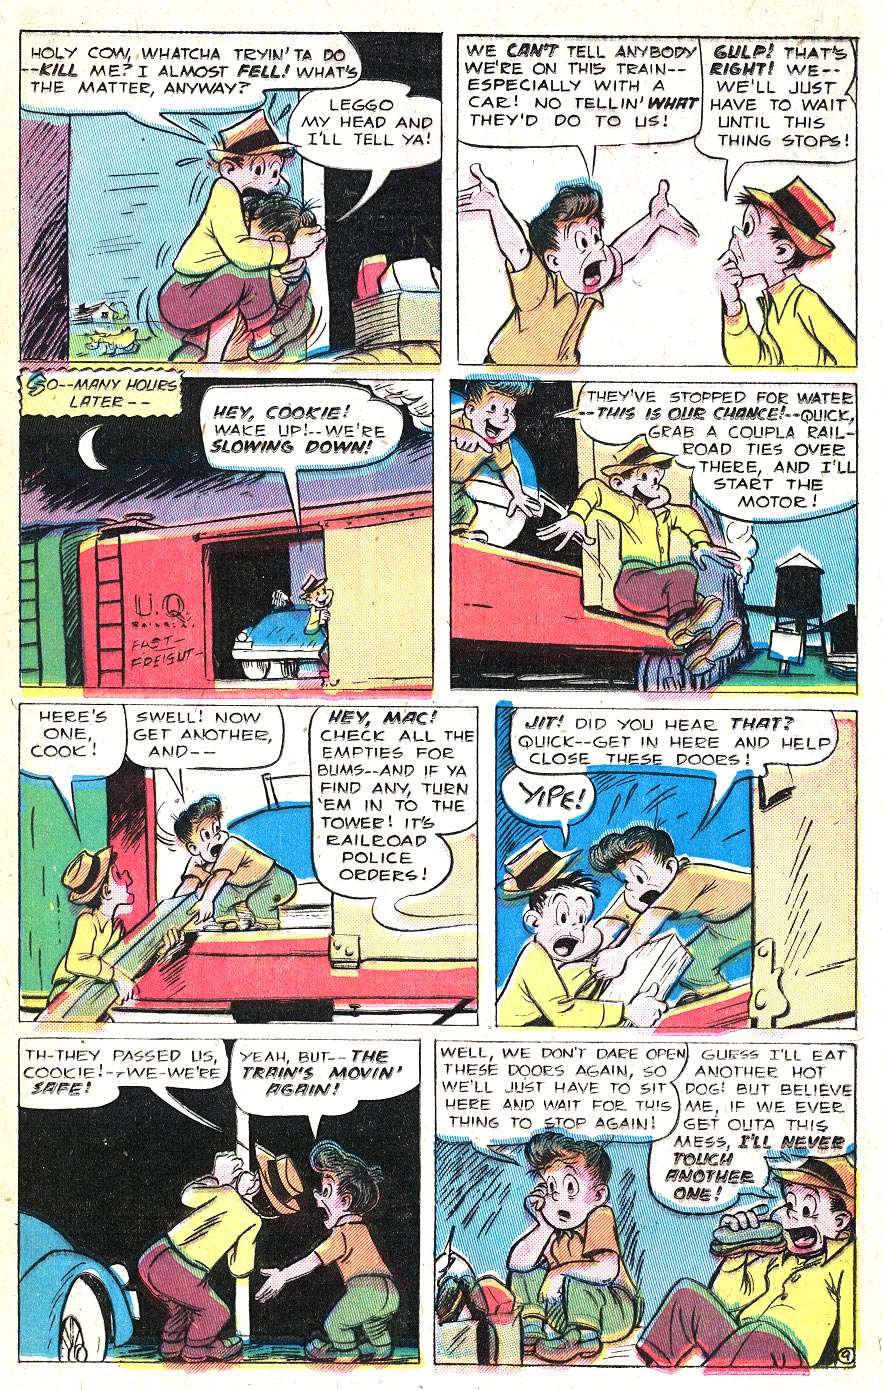 HOLY COW, WHATCHA TRYIN' TA DO
--KILL ME? I ALMOST FELL! WHAT'S
THE MATTER, ANYWAY?
LEGGO
MY HEAD AND
I'LL TELL YA!
WE CAN'T TELL ANYBODY
WE'RE ON THIS TRAIN--
ESPECIALLY WITH A
CAR! NO TELLIN' WHAT
THEY'D DO TO US!
GULP! THAT'S
RIGHT! WE--
WE'LL JUST
HAVE TO WAIT
UNTIL THIS
THING STOPS!
SO--MANY HOURS
LATER--
HEY, COOKIE!
WAKE UP!--WE'RE
SLOWING DOWN!
U.Q.
FAST-
FREIGHT-
THEY'VE STOPPED FOR WATER
--THIS IS OUR CHANCE!--QUICK,
GRAB A COUPLA RAIL-
ROAD TIES OVER
THERE, AND I'LL
START THE
MOTOR!
HERE'S
ONE,
COOK!
SWELL! NOW
GET ANOTHER,
AND--
HEY, MAC!
CHECK ALL THE
EMPTIES FOR
BUMS--AND IF YA
FIND ANY, TURN
'EM IN TO THE
TOWER! IT'S
RAILROAD
POLICE
ORDERS!
JIT! DID YOU HEAR THAT?
QUICK--GET IN HERE AND HELP
CLOSE THESE DOORS!
YIPE!
TH-THEY PASSED US,
COOKIE!--WE-WE'RE
SAFE!
YEAH, BUT--THE
TRAIN'S MOVIN'
AGAIN!
WELL, WE DON'T DARE OPEN
THESE DOORS AGAIN, SO
WE'LL JUST HAVE TO SIT
HERE AND WAIT FOR THIS
THING TO STOP AGAIN!
GUESS I'LL EAT
ANOTHER HOT
DOG! BUT BELIEVE
ME, IF WE EVER
GET OUTA THIS
MESS, I'LL NEVER
TOUCH
ANOTHER
ONE!
9